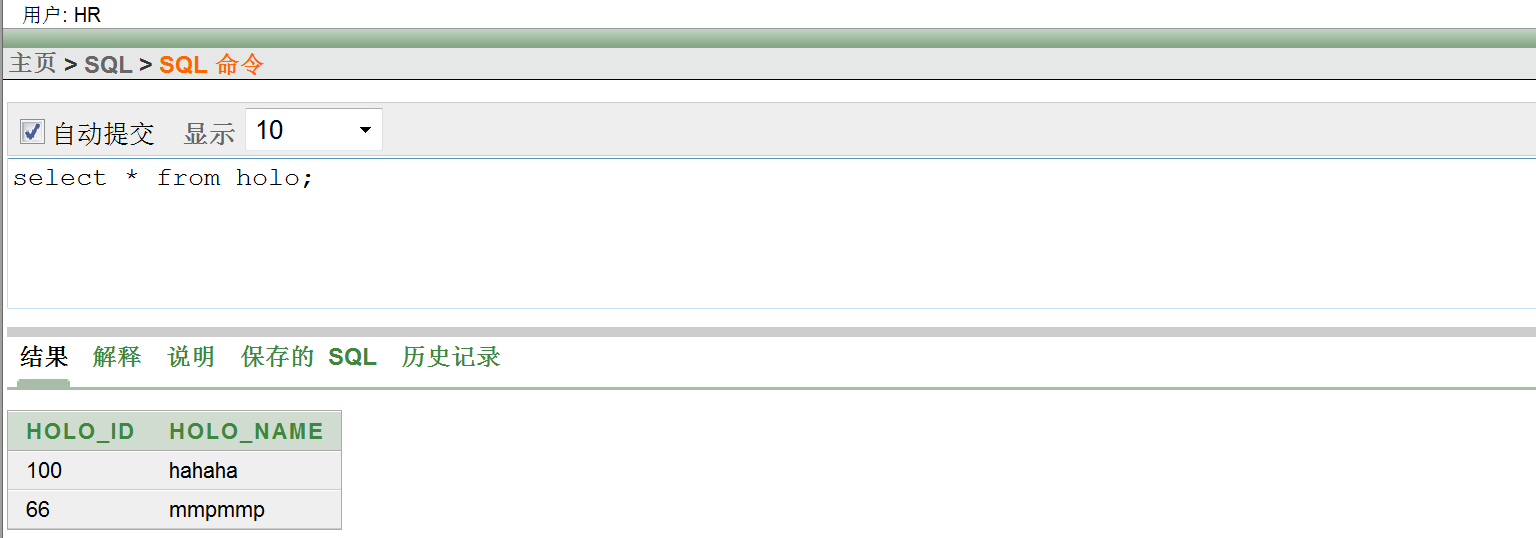 用户: HR
主页 > SQL > SQL 命令
自动提交 显示 10
select * from holo;
结果 解释 说明 保存的 SQL 历史记录
HOLO_ID HOLO_NAME
100 hahaha
66 mmpmmp